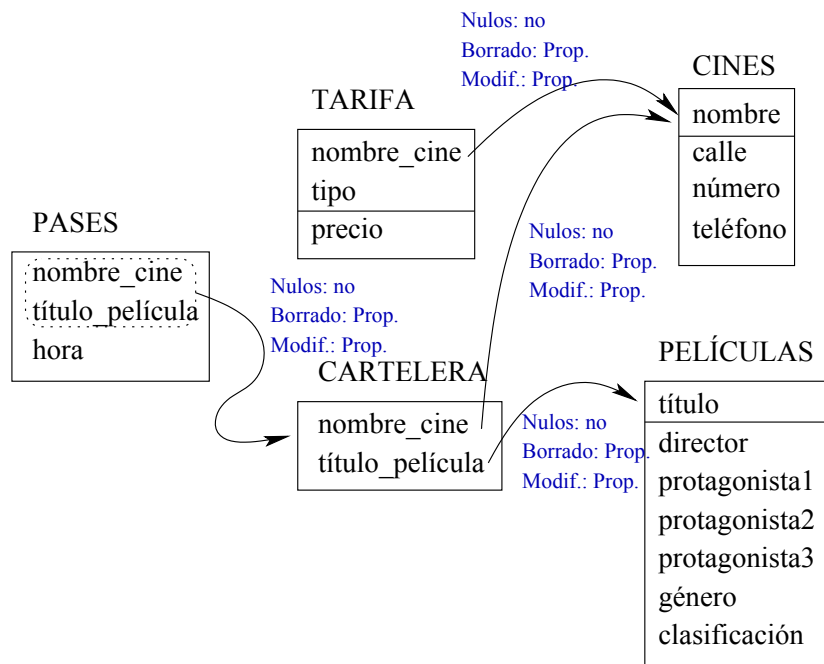 Nulos: no
Borrado: Prop.
Modif.: Prop.
CINES
nombre
calle
número
teléfono
TARIFA
nombre_cine
tipo
precio
Nulos: no
Borrado: Prop.
Modif.: Prop.
PASES
nombre_cine
título_película
hora
Nulos: no
Borrado: Prop.
Modif.: Prop.
CARTELERA
nombre_cine
título_película
Nulos: no
Borrado: Prop.
Modif.: Prop.
PELÍCULAS
título
director
protagonista1
protagonista2
protagonista3
género
clasificación